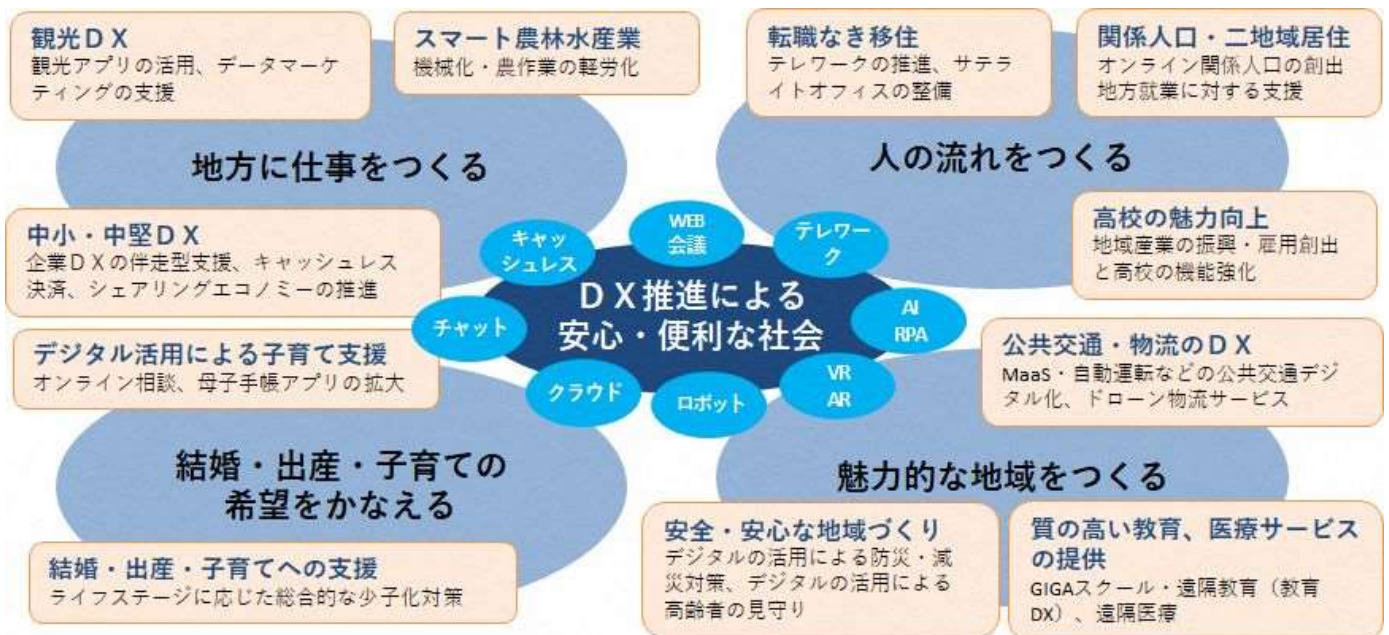 観光ＤＸ
観光アプリの活用、データマーケ
ティングの支援
スマート農林水産業
機械化・農作業の軽労化
地方に仕事をつくる
中小・中堅ＤＸ
企業ＤＸの伴走型支援、キャッシュレス
決済、シェアリングエコノミーの推進
転職なき移住
テレワークの推進、サテラ
イトオフィスの整備
関係人口・二地域居住
オンライン関係人口の創出
地方就業に対する支援
人の流れをつくる
高校の魅力向上
地域産業の振興・雇用創出
と高校の機能強化
キャッ
シュレス
WEB
会議
テレワー
ク
チャット
ＤＸ推進による
安心・便利な社会
AI
RPA
クラウド
ロボット
VR
AR
デジタル活用による子育て支援
オンライン相談、母子手帳アプリの拡大
結婚・出産・子育ての
希望をかなえる
結婚・出産・子育てへの支援
ライフステージに応じた総合的な少子化対策
公共交通・物流のＤＸ
MaaS・自動運転などの公共交通デジ
タル化、ドローン物流サービス
魅力的な地域をつくる
安全・安心な地域づくり
デジタルの活用による防災・減
災対策、デジタルの活用による
高齢者の見守り
質の高い教育、医療サービス
の提供
GIGAスクール・遠隔教育（教育
DX）、遠隔医療